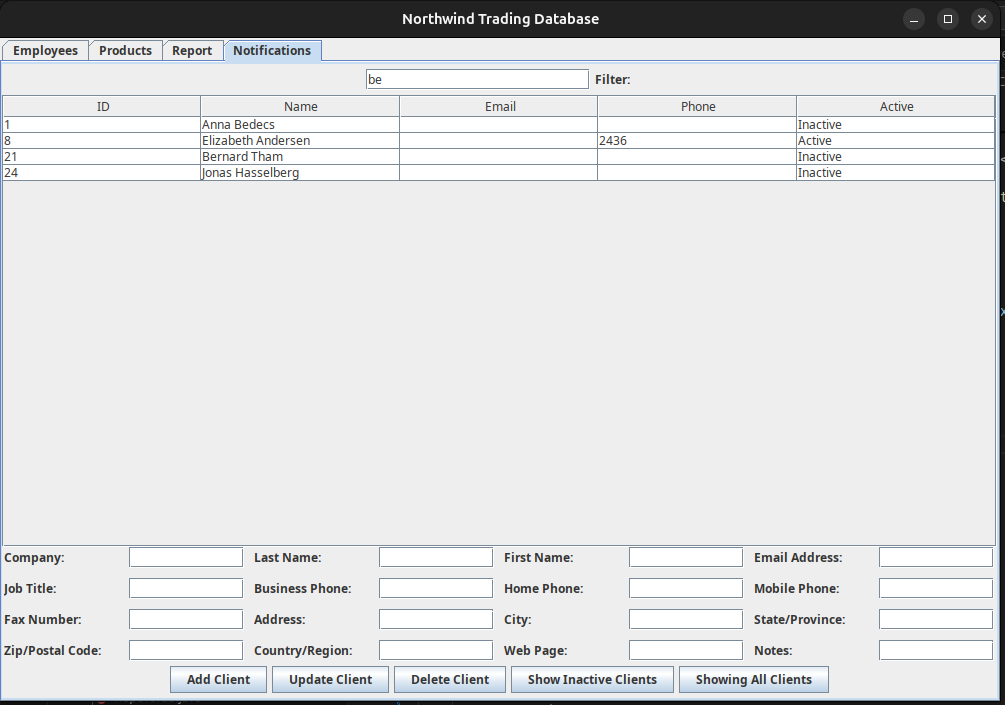 Northwind Trading Database
Employees Products Report Notifications
be Filter:
ID Name Email Phone Active
1 Anna Bedecs Inactive
8 Elizabeth Andersen 2436 Active
21 Bernard Tham Inactive
24 Jonas Hasselberg Inactive
Company: Last Name: First Name: Email Address:
Job Title: Business Phone: Home Phone: Mobile Phone:
Fax Number: Address: City: State/Province:
Zip/Postal Code: Country/Region: Web Page: Notes:
Add Client Update Client Delete Client Show Inactive Clients Showing All Clients